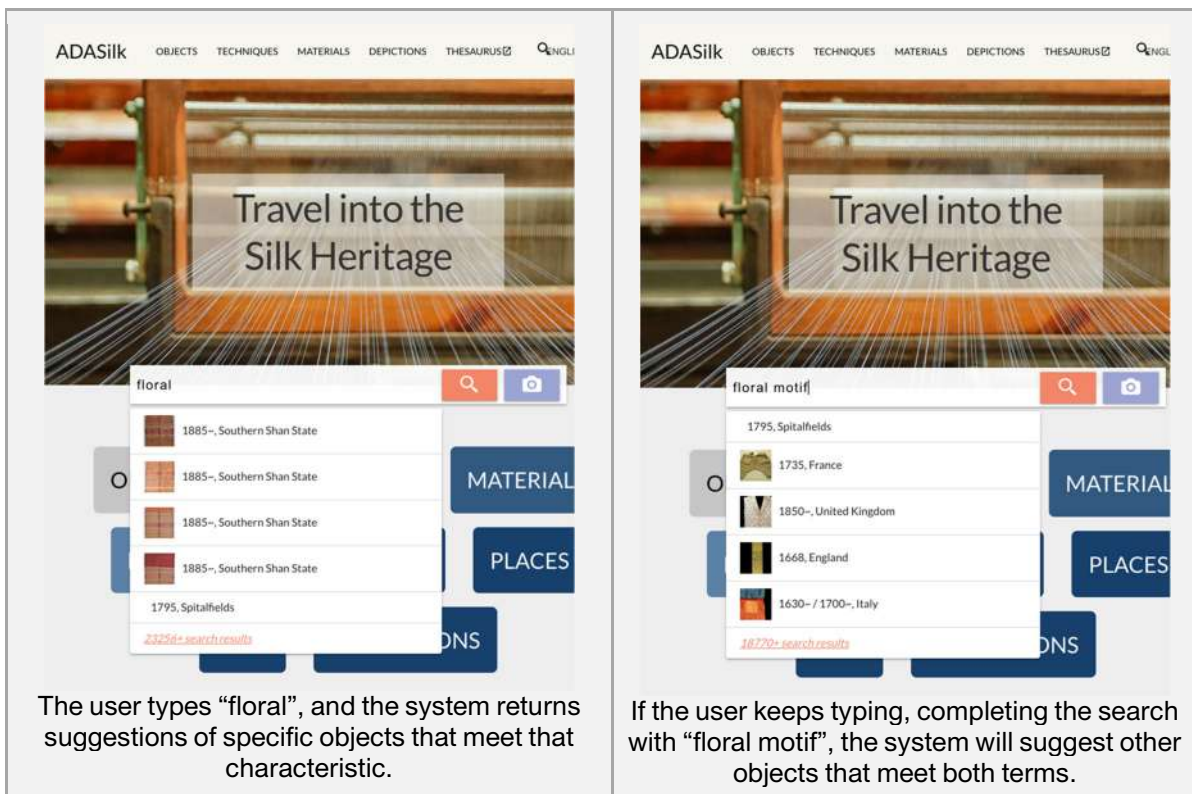 ADASilk OBJECTS TECHNIQUES MATERIALS DEPICTIONS THESAURUS ENGLI
Travel into the
Silk Heritage
floral
1885~, Southern Shan State
1885~, Southern Shan State
O
MATERIAL
1885~, Southern Shan State
1885~, Southern Shan State
PLACES
1795, Spitalfields
23256+ search results
ONS
The user types “floral”, and the system returns
suggestions of specific objects that meet that
characteristic.
ADASilk OBJECTS TECHNIQUES MATERIALS DEPICTIONS THESAURUS ENGL
Travel into the
Silk Heritage
floral motif
1795, Spitalfields
1735, France
O
MATERIAL
1850~, United Kingdom
1668, England
PLACES
1630~ / 1700~, Italy
18770+ search results
ONS
If the user keeps typing, completing the search
with “floral motif”, the system will suggest other
objects that meet both terms.